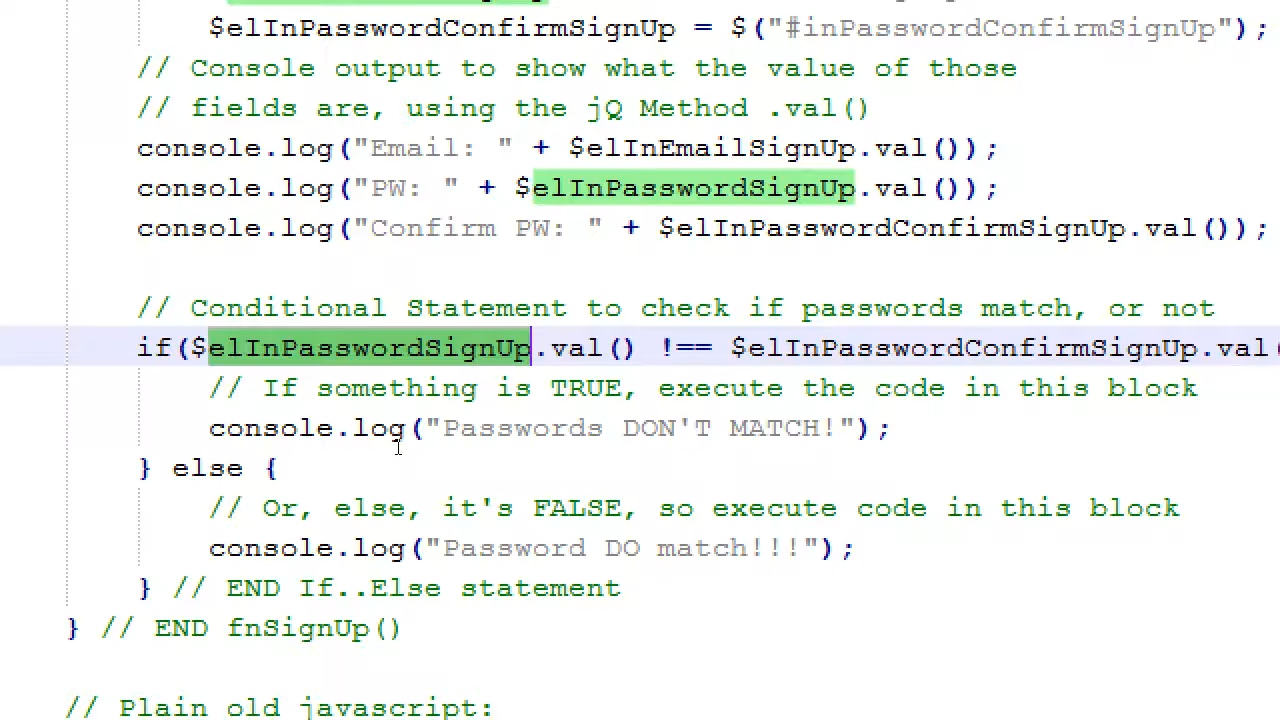 $elInPasswordConfirmSignUp = $("#inPasswordConfirmSignUp");
// Console output to show what the value of those
// fields are, using the jQ Method .val()
console.log("Email: " + $elInEmailSignUp.val());
console.log("PW: " + $elInPasswordSignUp.val());
console.log("Confirm PW: " + $elInPasswordConfirmSignUp.val());
// Conditional Statement to check if passwords match, or not
if($elInPasswordSignUp.val() !== $elInPasswordConfirmSignUp.val(
// If something is TRUE, execute the code in this block
console.log("Passwords DON'T MATCH!");
} else {
// Or, else, it's FALSE, so execute code in this block
console.log("Password DO match!!!");
} // END If..Else statement
} // END fnSignUp()
// Plain old javascript: